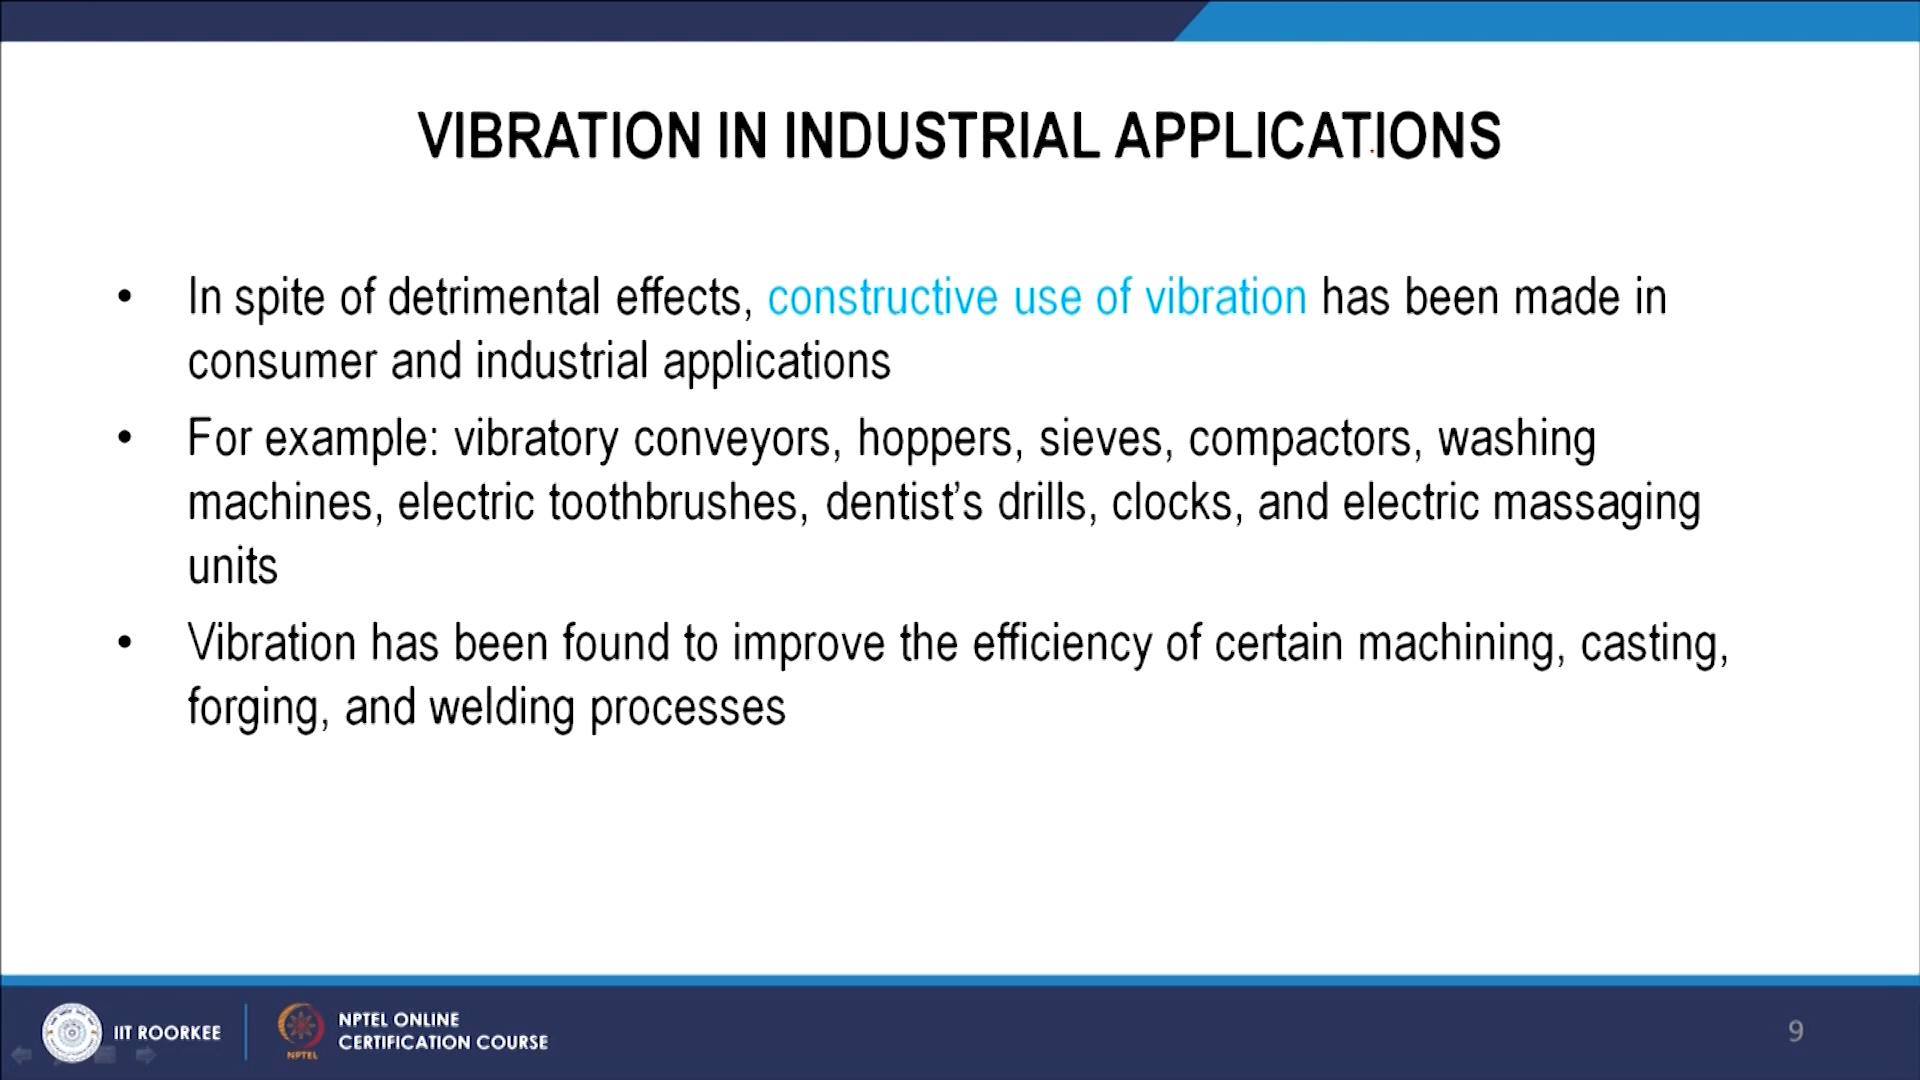 VIBRATION IN INDUSTRIAL APPLICATIONS
• In spite of detrimental effects, constructive use of vibration has been made in
consumer and industrial applications
• For example: vibratory conveyors, hoppers, sieves, compactors, washing
machines, electric toothbrushes, dentist’s drills, clocks, and electric massaging
units
• Vibration has been found to improve the efficiency of certain machining, casting,
forging, and welding processes
IIT ROORKEE
NPTEL
NPTEL ONLINE
CERTIFICATION COURSE
9